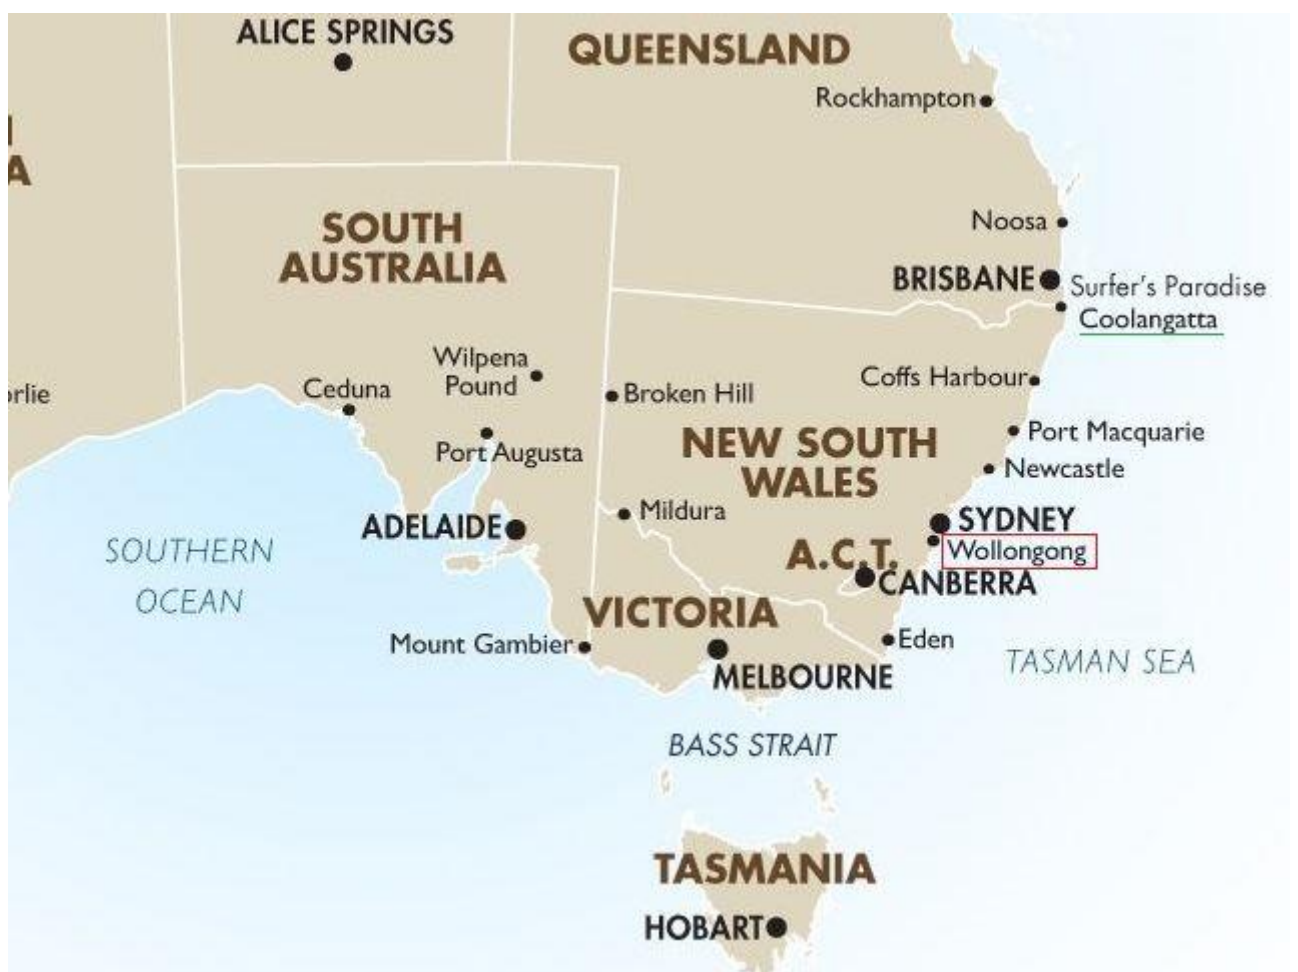 ALICE SPRINGS
QUEENSLAND
Rockhampton
A
SOUTH
AUSTRALIA
Noosa
BRISBANE
Surfer's Paradise
Coolangatta
Wilpena
Pound
Ceduna
Coffs Harbour
orlie
Broken Hill
Port Augusta
NEW SOUTH
WALES
Port Macquarie
Newcastle
Mildura
ADELAIDE
SYDNEY
SOUTHERN
OCEAN
A.C.T.
Wollongong
CANBERRA
VICTORIA
Mount Gambier
Eden
TASMAN SEA
MELBOURNE
BASS STRAIT
TASMANIA
HOBART